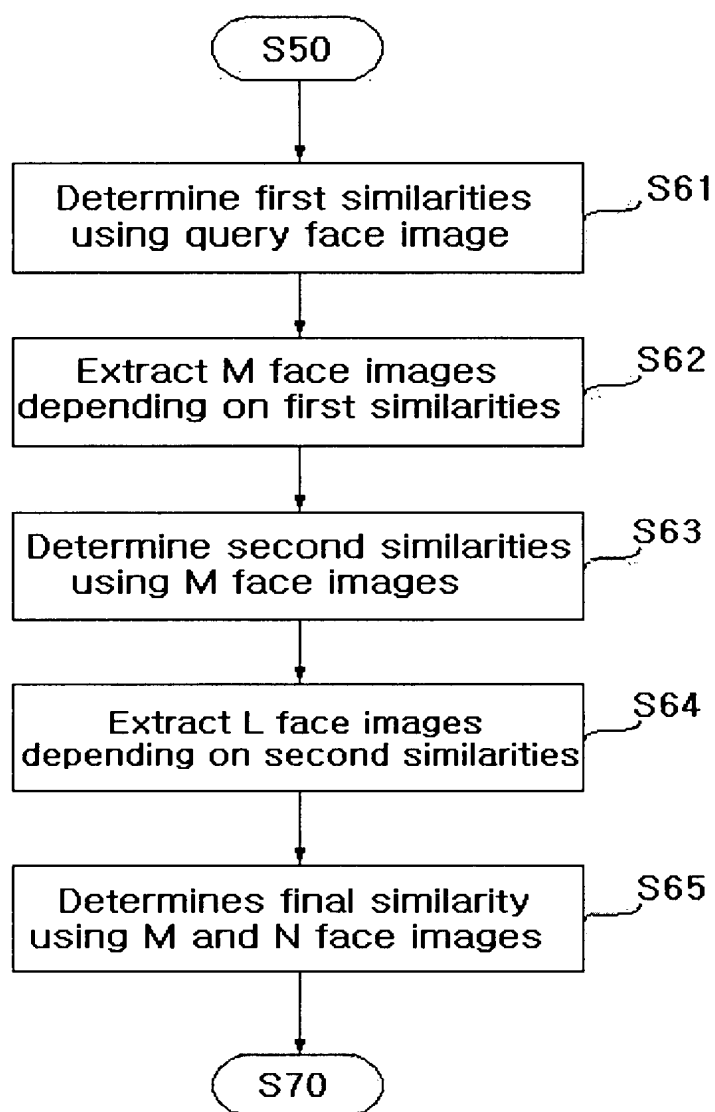 S50
Determine first similarities
using query face image
S61
Extract M face images
depending on first similarities
S62
Determine second similarities
using M face images
S63
Extract L face images
depending on second similarities
S64
Determines final similarity
using M and N face images
S65
S70